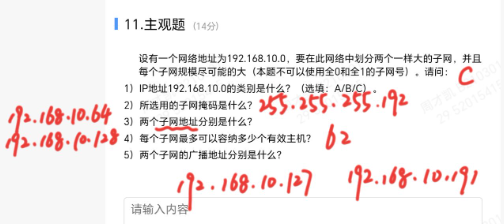 11.主观题 (14分)
设有一个网络地址为192.168.10.0，要在此网络中划分两个一样大的子网，并且
每个子网规模尽可能的大（本题不可以使用全0和全1的子网号）。请问：
1）IP地址192.168.10.0的类别是什么？（选填：A/B/C）。 C
2）所选用的子网掩码是什么？ 255.255.255.192
3）两个子网地址分别是什么？
192.168.10.64
192.168.10.128
4）每个子网最多可以容纳多少个有效主机？ 62
5）两个子网的广播地址分别是什么？
192.168.10.127 192.168.10.191
请输入内容